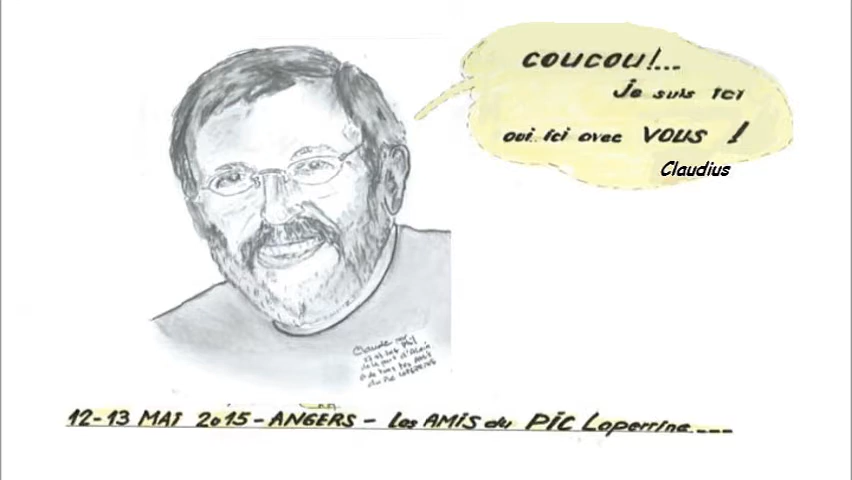 coucou!...
Je suis ici
oui.. ici avec VOUS !
Claudius
Claude
12-13 MAI 2015 - ANGERS - Les AMIS du PIC Laperrine....